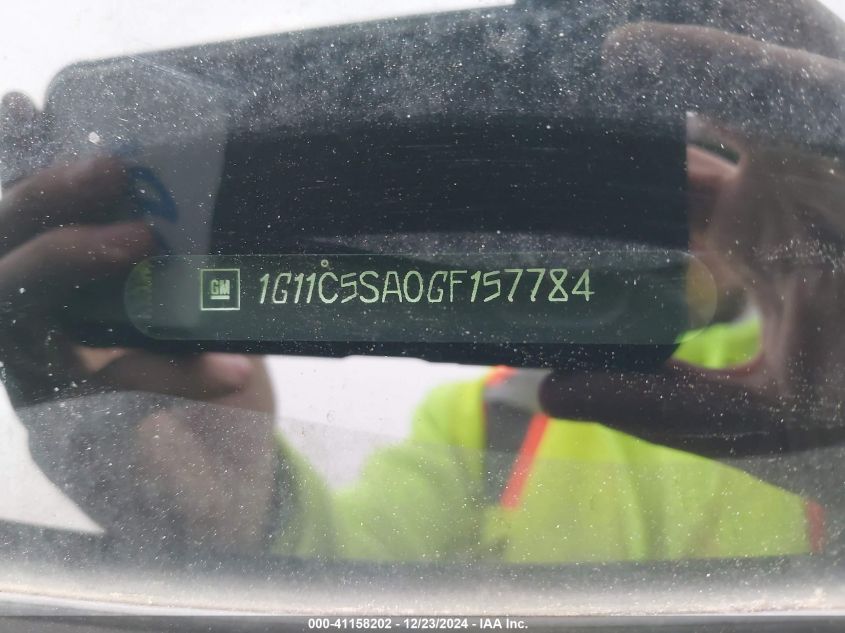 GM 1G11C5SA0GF157784
000-41158202 - 12/23/2024 - IAA Inc.